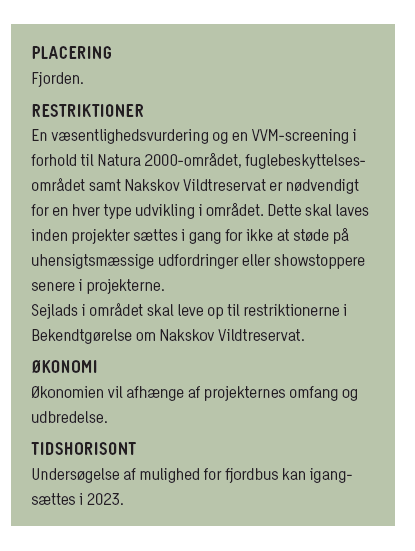 PLACERING
Fjorden.
RESTRIKTIONER
En væsentlighedsvurdering og en VVM-screening i
forhold til Natura 2000-området, fuglebeskyttelses-
området samt Nakskov Vildtreservat er nødvendigt
for en hver type udvikling i området. Dette skal laves
inden projekter sættes i gang for ikke at støde på
uhensigtsmæssige udfordringer eller showstoppere
senere i projekterne.
Sejlads i området skal leve op til restriktionerne i
Bekendtgørelse om Nakskov Vildtreservat.
ØKONOMI
Økonomien vil afhænge af projekternes omfang og
udbredelse.
TIDSHORISONT
Undersøgelse af mulighed for fjordbus kan igang-
sættes i 2023.